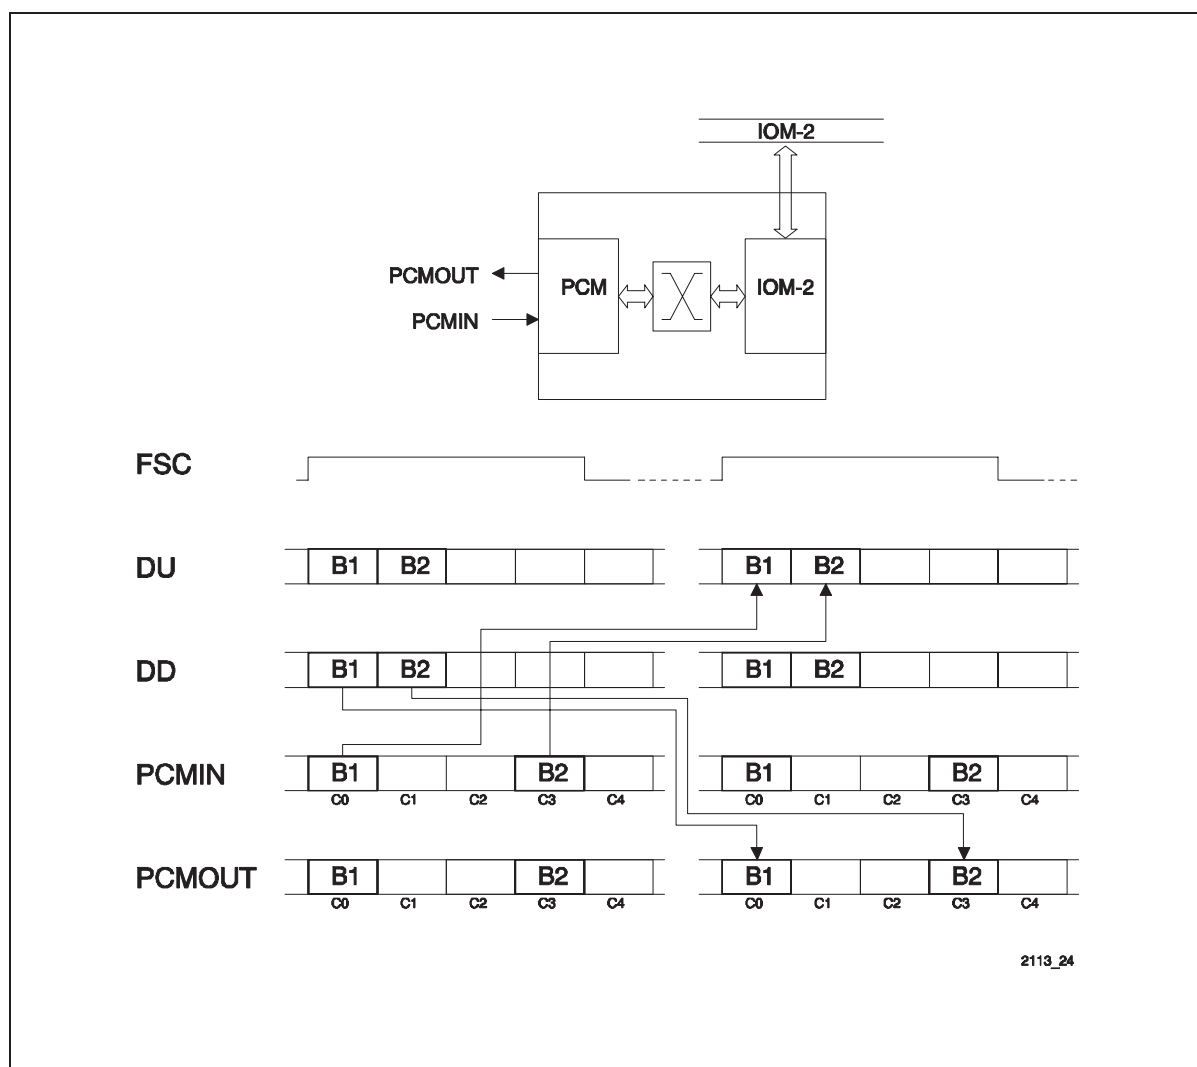 IOM-2
PCMOUT
PCM
IOM-2
PCMIN
FSC
DU B1 B2 B1 B2
DD B1 B2 B1 B2
PCMIN B1 B2 B1 B2
C0 C1 C2 C3 C4 C0 C1 C2 C3 C4
PCMOUT B1 B2 B1 B2
C0 C1 C2 C3 C4 C0 C1 C2 C3 C4
2113_24